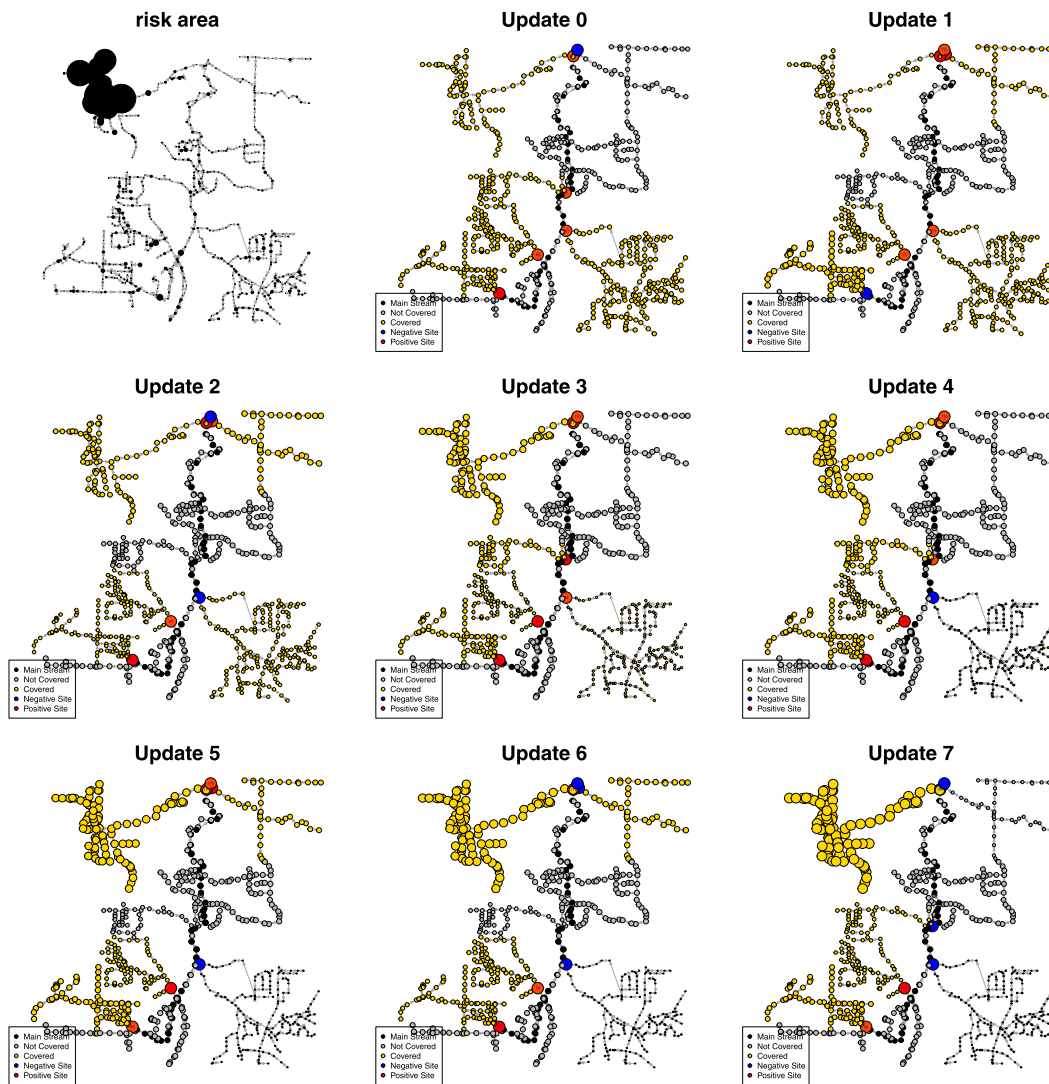 risk area
Update 0
Update 1
Main Stream
Not Covered
Covered
Negative Site
Positive Site
Main Stream
Not Covered
Covered
Negative Site
Positive Site
Update 2
Update 3
Update 4
Main Stream
Not Covered
Covered
Negative Site
Positive Site
Main Stream
Not Covered
Covered
Negative Site
Positive Site
Main Stream
Not Covered
Covered
Negative Site
Positive Site
Update 5
Update 6
Update 7
Main Stream
Not Covered
Covered
Negative Site
Positive Site
Main Stream
Not Covered
Covered
Negative Site
Positive Site
Main Stream
Not Covered
Covered
Negative Site
Positive Site